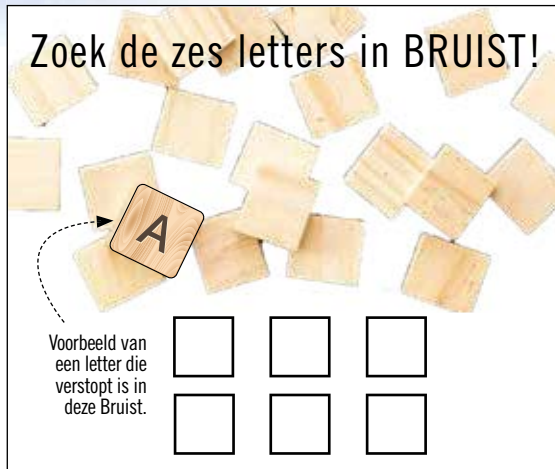 Zoek de zes letters in BRUIST!
A
Voorbeeld van
een letter die
verstopt is in
deze Bruist.